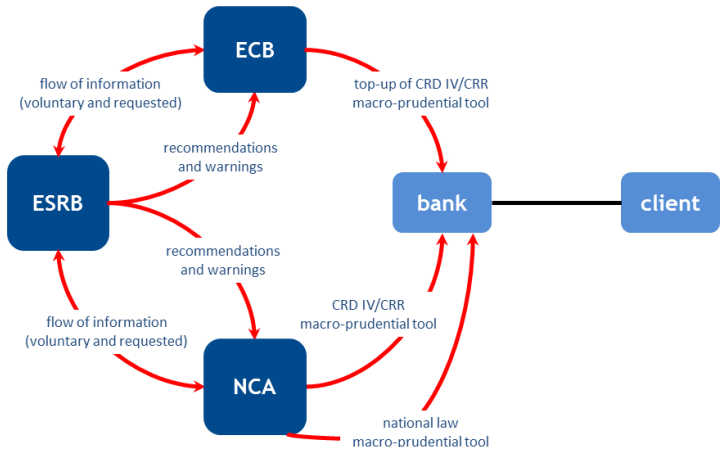 ECB
flow of information
(voluntary and requested)
top-up of CRD IV/CRR
macro-prudential tool
recommendations
and warnings
ESRB
bank
client
recommendations
and warnings
CRD IV/CRR
macro-prudential tool
flow of information
(voluntary and requested)
NCA
national law
macro-prudential tool